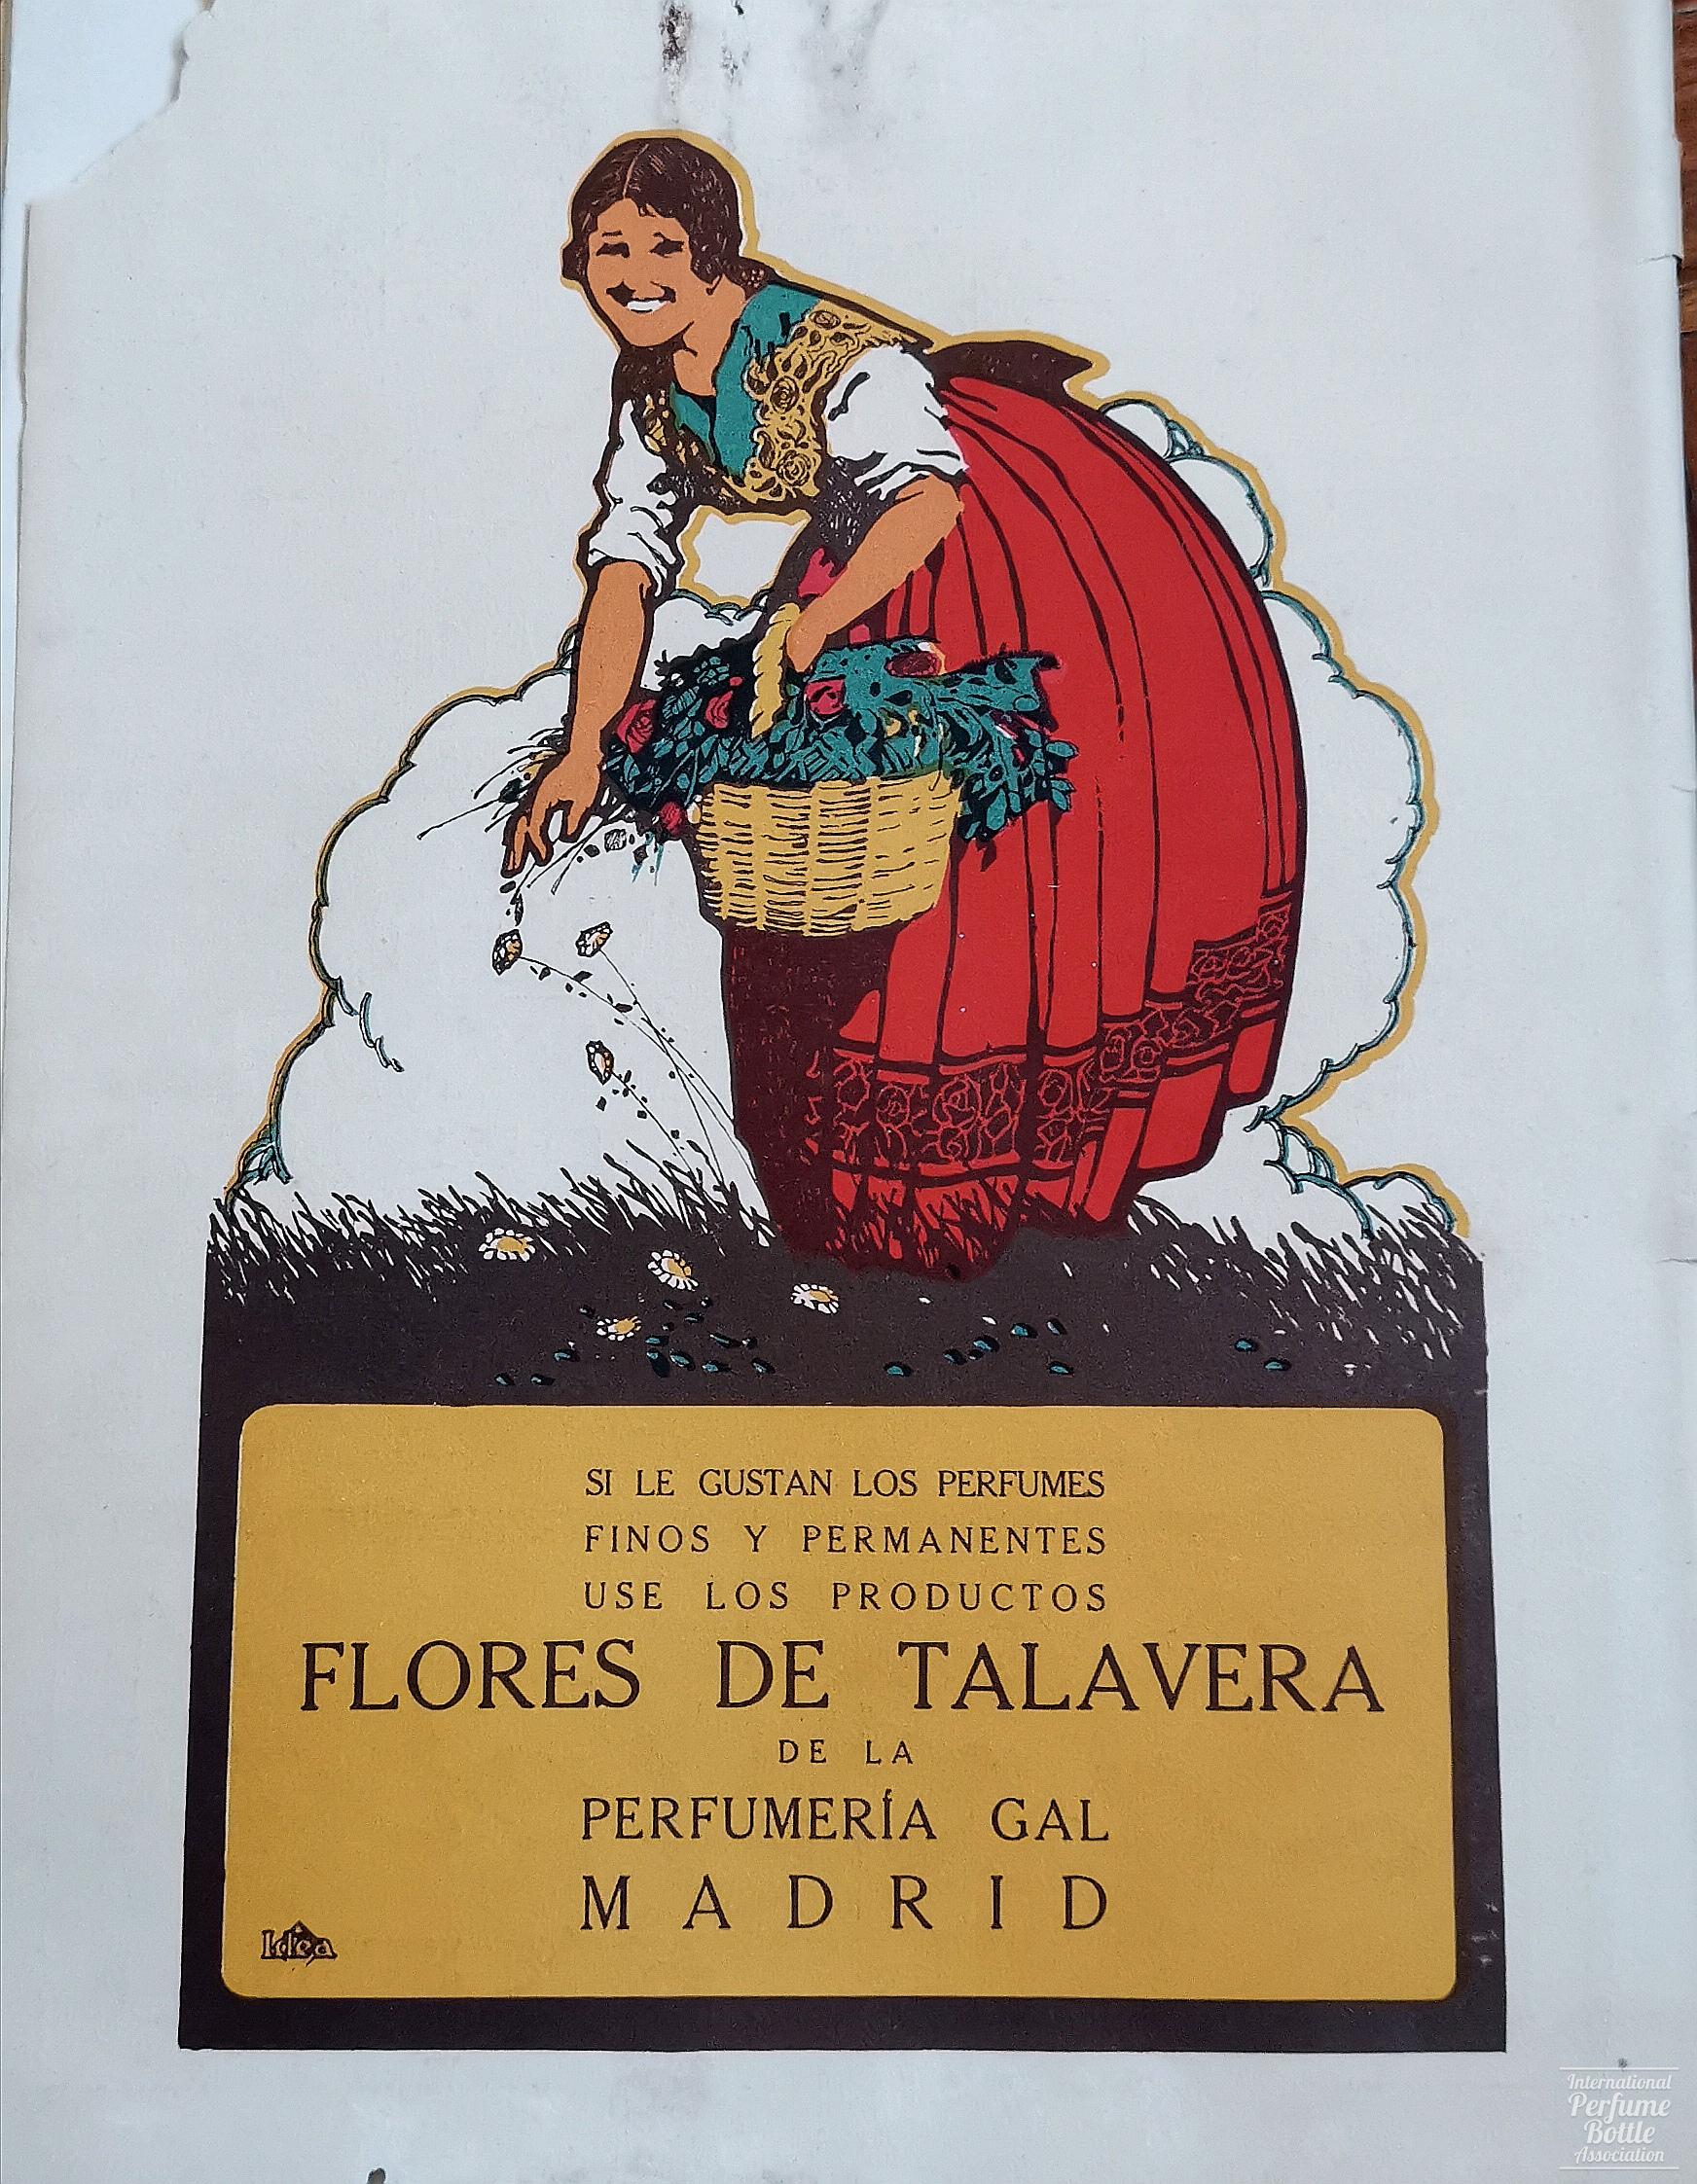 SI LE GUSTAN LOS PERFUMES
FINOS Y PERMANENTES
USE LOS PRODUCTOS
FLORES DE TALAVERA
DE LA
PERFUMERÍA GAL
MADRID
Idea
International
Perfume
Bottle
Association